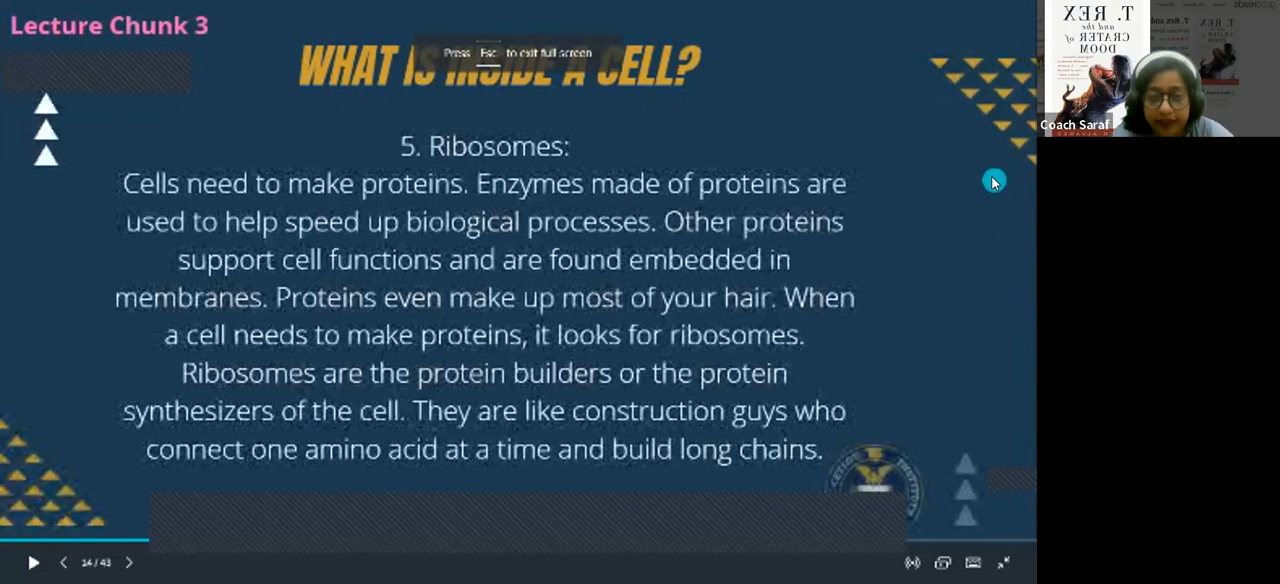 Lecture Chunk 3
WHAT IS INSIDE A CELL?
Press Esc to exit full screen
5. Ribosomes:
Cells need to make proteins. Enzymes made of proteins are
used to help speed up biological processes. Other proteins
support cell functions and are found embedded in
membranes. Proteins even make up most of your hair. When
a cell needs to make proteins, it looks for ribosomes.
Ribosomes are the protein builders or the protein
synthesizers of the cell. They are like construction guys who
connect one amino acid at a time and build long chains.
14 / 43
T. REX
and the
CRATER of
DOOM
Coach Saraf